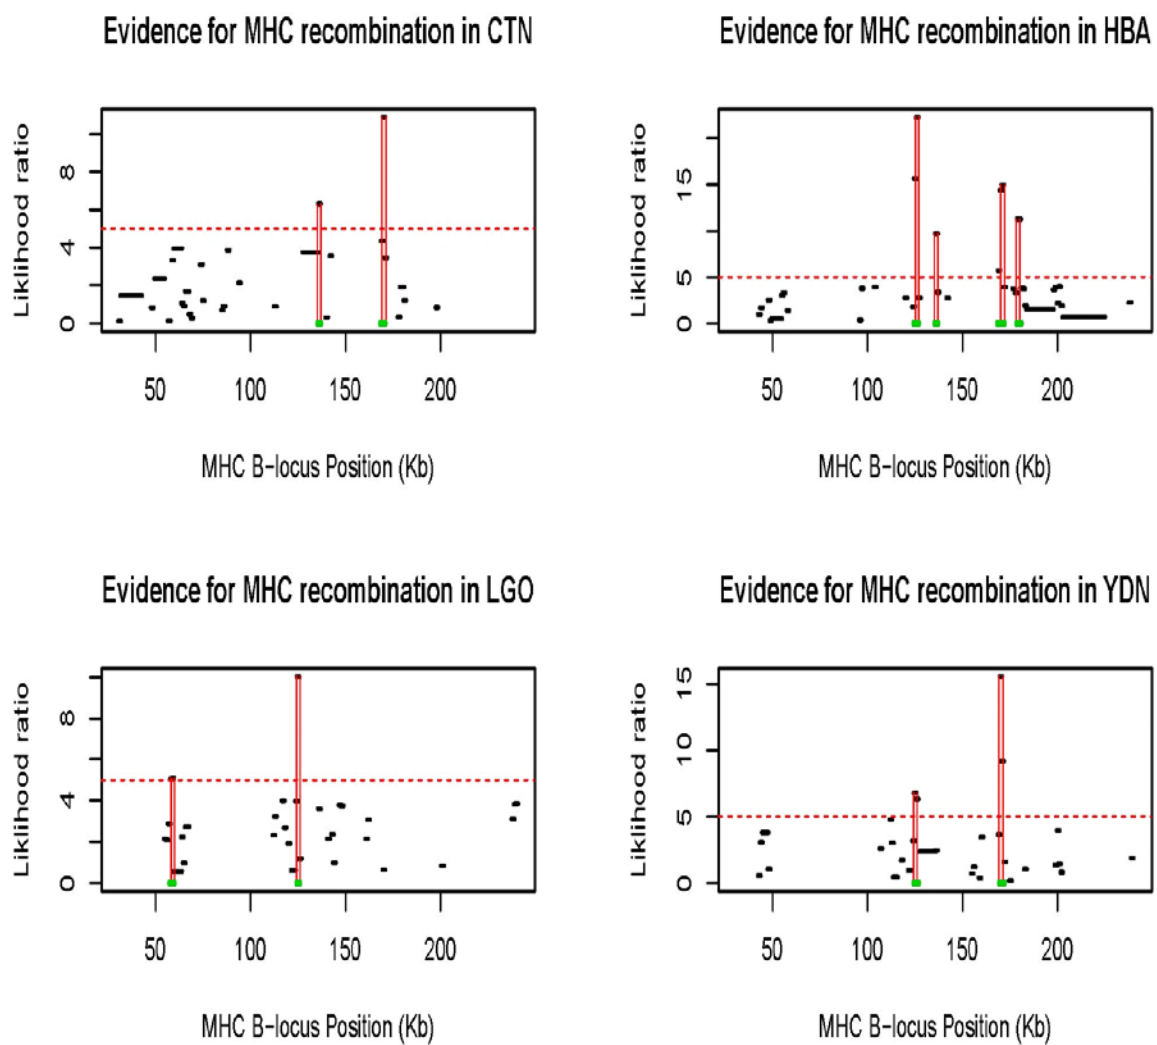 Evidence for MHC recombination in CTN
Evidence for MHC recombination in HBA
Liklihood ratio
0 4 8
50 100 150 200
MHC B-locus Position (Kb)
Liklihood ratio
0 5 15
50 100 150 200
MHC B-locus Position (Kb)
Evidence for MHC recombination in LGO
Evidence for MHC recombination in YDN
Liklihood ratio
0 4 8
50 100 150 200
MHC B-locus Position (Kb)
Liklihood ratio
0 5 10 15
50 100 150 200
MHC B-locus Position (Kb)